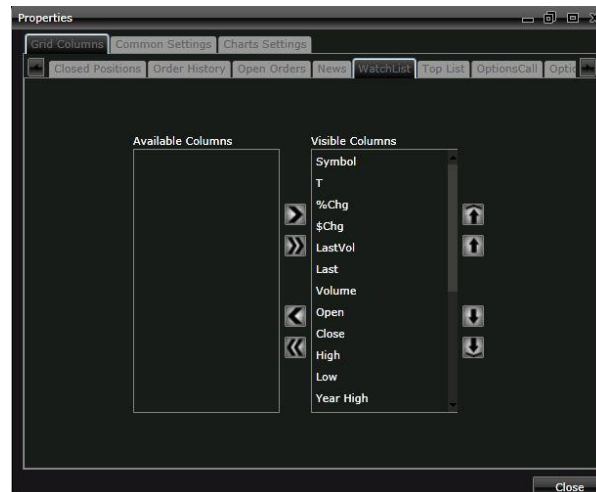 Properties
Grid Columns Common Settings Charts Settings
Closed Positions Order History Open Orders News WatchList Top List OptionsCall Optic
Available Columns Visible Columns
Symbol
T
%Chg
$Chg
LastVol
Last
Volume
Open
Close
High
Low
Year High
Close